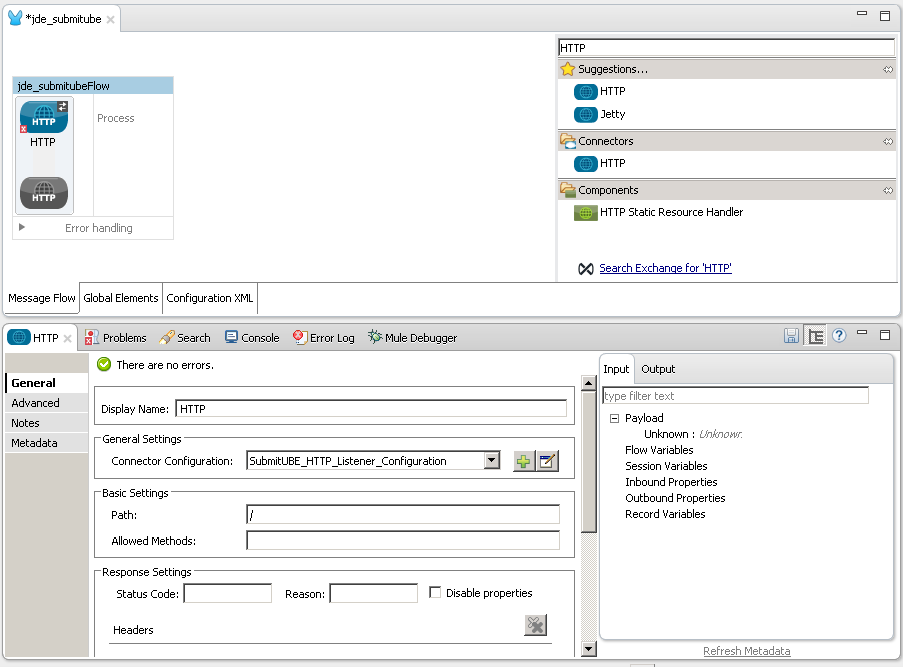 *jde_submitube
HTTP
jde_submitubeFlow
HTTP
HTTP
Process
HTTP
Error handling
Suggestions...
HTTP
Jetty
Connectors
HTTP
Components
HTTP Static Resource Handler
Search Exchange for 'HTTP'
Message Flow
Global Elements
Configuration XML
HTTP
Problems
Search
Console
Error Log
Mule Debugger
General
Advanced
Notes
Metadata
There are no errors.
Display Name: HTTP
General Settings
Connector Configuration: SubmitUBE_HTTP_Listener_Configuration
Basic Settings
Path: /
Allowed Methods:
Response Settings
Status Code:
Reason:
Disable properties
Headers
Input
Output
type filter text
Payload
Unknown : Unknown
Flow Variables
Session Variables
Inbound Properties
Outbound Properties
Record Variables
Refresh Metadata